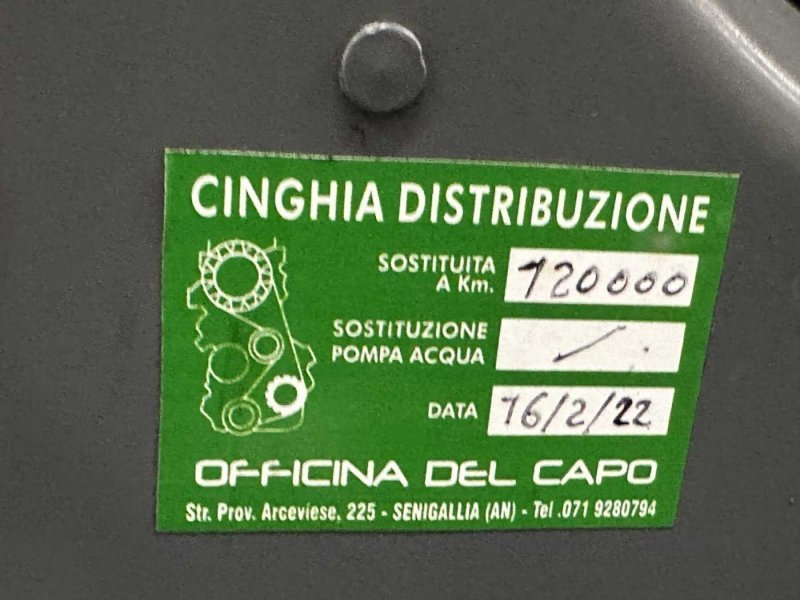 CINGHIA DISTRIBUZIONE
SOSTITUITA
A Km.
120000
SOSTITUZIONE
POMPA ACQUA
/
DATA 16/2/22
OFFICINA DEL CAPO
Str. Prov. Arceviese, 225 - SENIGALLIA (AN) - Tel .071 9280794